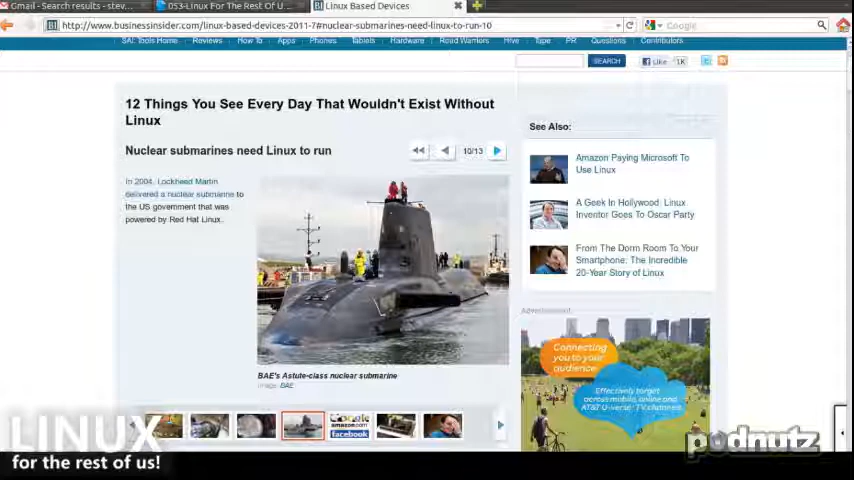 Gmail - Search results - stev...
053-Linux For The Rest Of U ...
Linux Based Devices
http://www.businessinsider.com/linux-based-devices-2011-7#nuclear-submarines-need-linux-to-run-10
Google
SAI: Tools Home
Reviews
How To
Apps
Phones
Tablets
Hardware
Road Warriors
Hive
Type
PR
Questions
Contributors
SEARCH
Like
1K
12 Things You See Every Day That Wouldn't Exist Without
Linux
Nuclear submarines need Linux to run
10/13
In 2004, Lockheed Martin
delivered a nuclear submarine to
the US government that was
powered by Red Hat Linux.
BAE's Astute-class nuclear submarine
Image: BAE
See Also:
Amazon Paying Microsoft To
Use Linux
A Geek In Hollywood: Linux
Inventor Goes To Oscar Party
From The Dorm Room To Your
Smartphone: The Incredible
20-Year Story of Linux
Advertisement
Connecting
you to your
audience.
Effectively target
across mobile, online and
AT&T U-verse TV customers.
Google
amazon.com
facebook
LINUX
for the rest of us!
podnutz